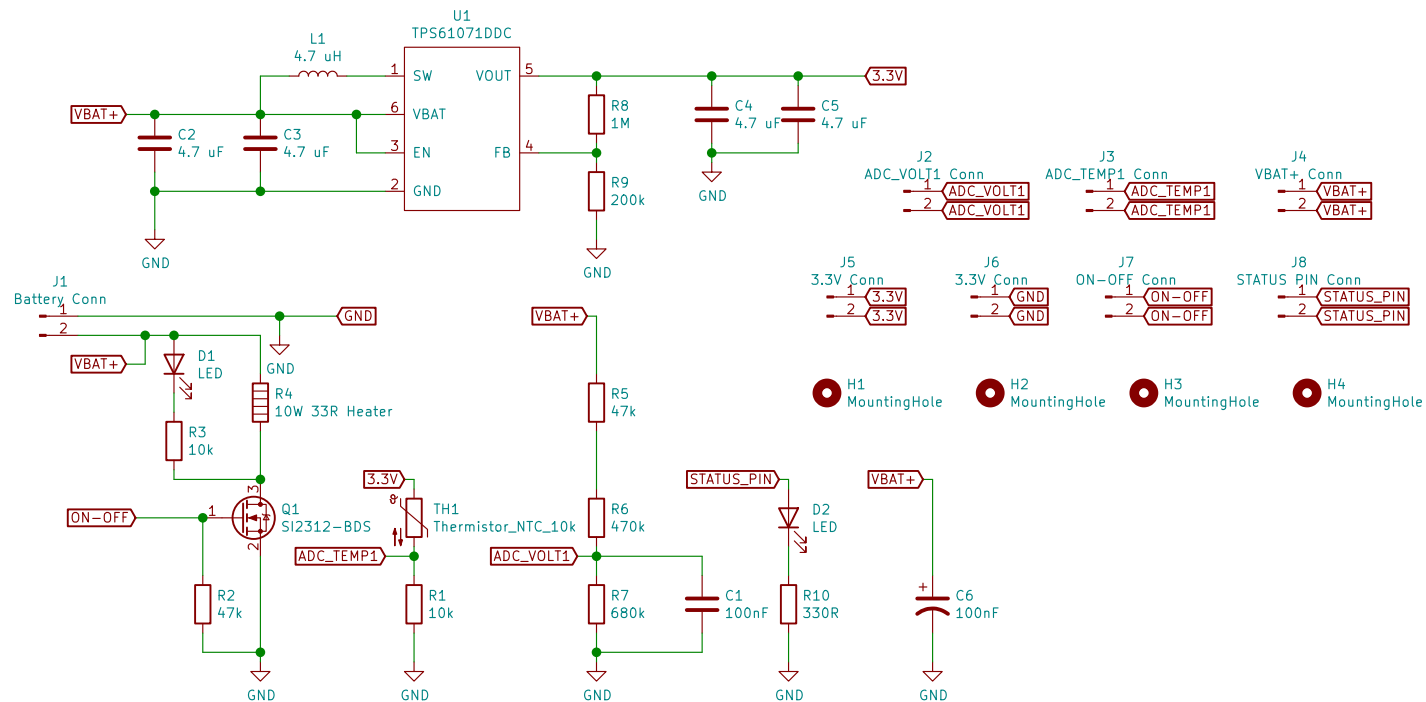 U1
TPS61071DDC
L1
4.7 uH
1
SW
VOUT
5
3.3V
VBAT+
6
VBAT
R8
1M
C4
4.7 uF
C5
4.7 uF
C2
4.7 uF
C3
4.7 uF
3
EN
FB
4
2
GND
R9
200k
GND
GND
GND
J2
ADC_VOLT1 Conn
1
ADC_VOLT1
2
ADC_VOLT1
J3
ADC_TEMP1 Conn
1
ADC_TEMP1
2
ADC_TEMP1
J4
VBAT+ Conn
1
VBAT+
2
VBAT+
J5
3.3V Conn
1
3.3V
2
3.3V
J6
3.3V Conn
1
GND
2
GND
J7
ON-OFF Conn
1
ON-OFF
2
ON-OFF
J8
STATUS PIN Conn
1
STATUS_PIN
2
STATUS_PIN
J1
Battery Conn
1
2
GND
GND
VBAT+
D1
LED
R4
10W 33R Heater
R3
10k
3
ON-OFF
1
Q1
SI2312-BDS
2
R2
47k
GND
3.3V
θ
TH1
Thermistor_NTC_10k
ADC_TEMP1
R1
10k
GND
VBAT+
R5
47k
R6
470k
ADC_VOLT1
R7
680k
C1
100nF
GND
STATUS_PIN
D2
LED
R10
330R
GND
VBAT+
+
C6
100nF
GND
H1
MountingHole
H2
MountingHole
H3
MountingHole
H4
MountingHole